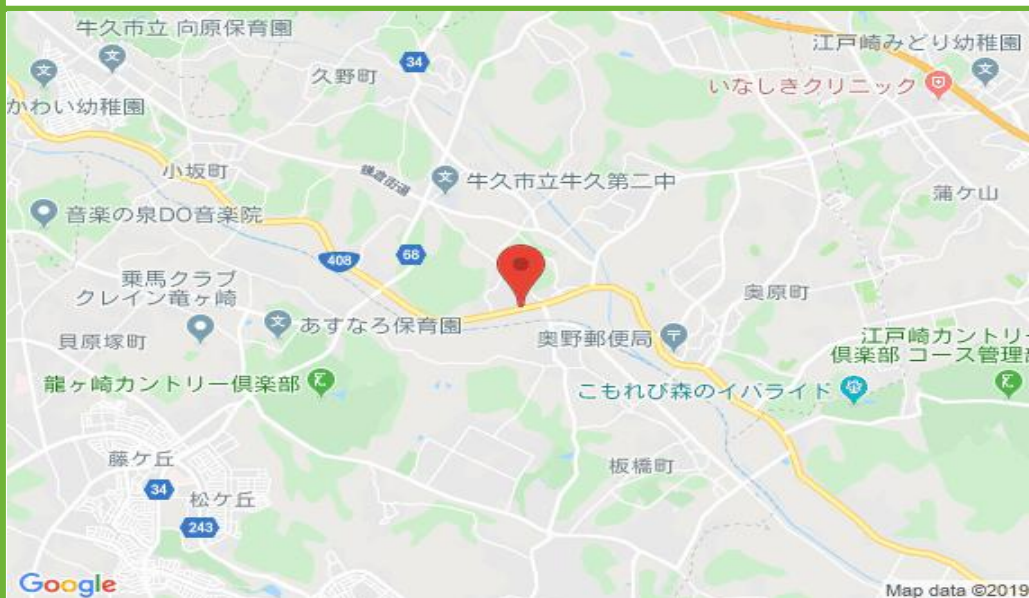 牛久市立 向原保育園
江戸崎みどり幼稚園
34
久野町
いなしきクリニック
かわい幼稚園
小坂町
鎌倉街道
牛久市立牛久第二中
蒲ケ山
音楽の泉DO音楽院
68
408
乗馬クラブ
クレイン竜ヶ崎
奥原町
貝原塚町
あすなろ保育園
奥野郵便局
江戸崎カントリー
倶楽部 コース管理部
龍ヶ崎カントリー倶楽部
こもれび森のイバライド
藤ケ丘
板橋町
34
松ケ丘
243
Google
Map data ©2019